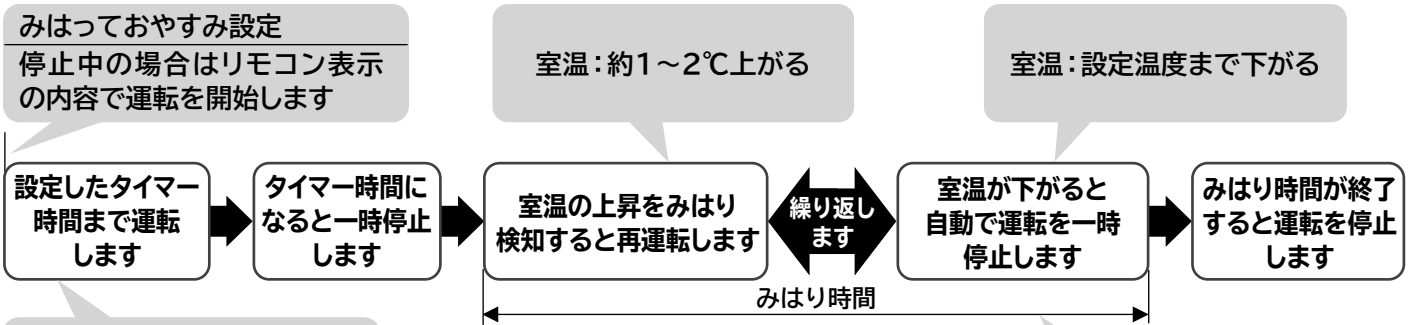 みはっておやすみ設定
停止中の場合はリモコン表示
の内容で運転を開始します
室温：約1～2℃上がる
室温：設定温度まで下がる
設定したタイマー
時間まで運転
します
タイマー時間に
なると一時停止
します
室温の上昇をみはり
検知すると再運転します
繰り返し
ます
室温が下がると
自動で運転を一時
停止します
みはり時間が終了
すると運転を停止
します
みはり時間